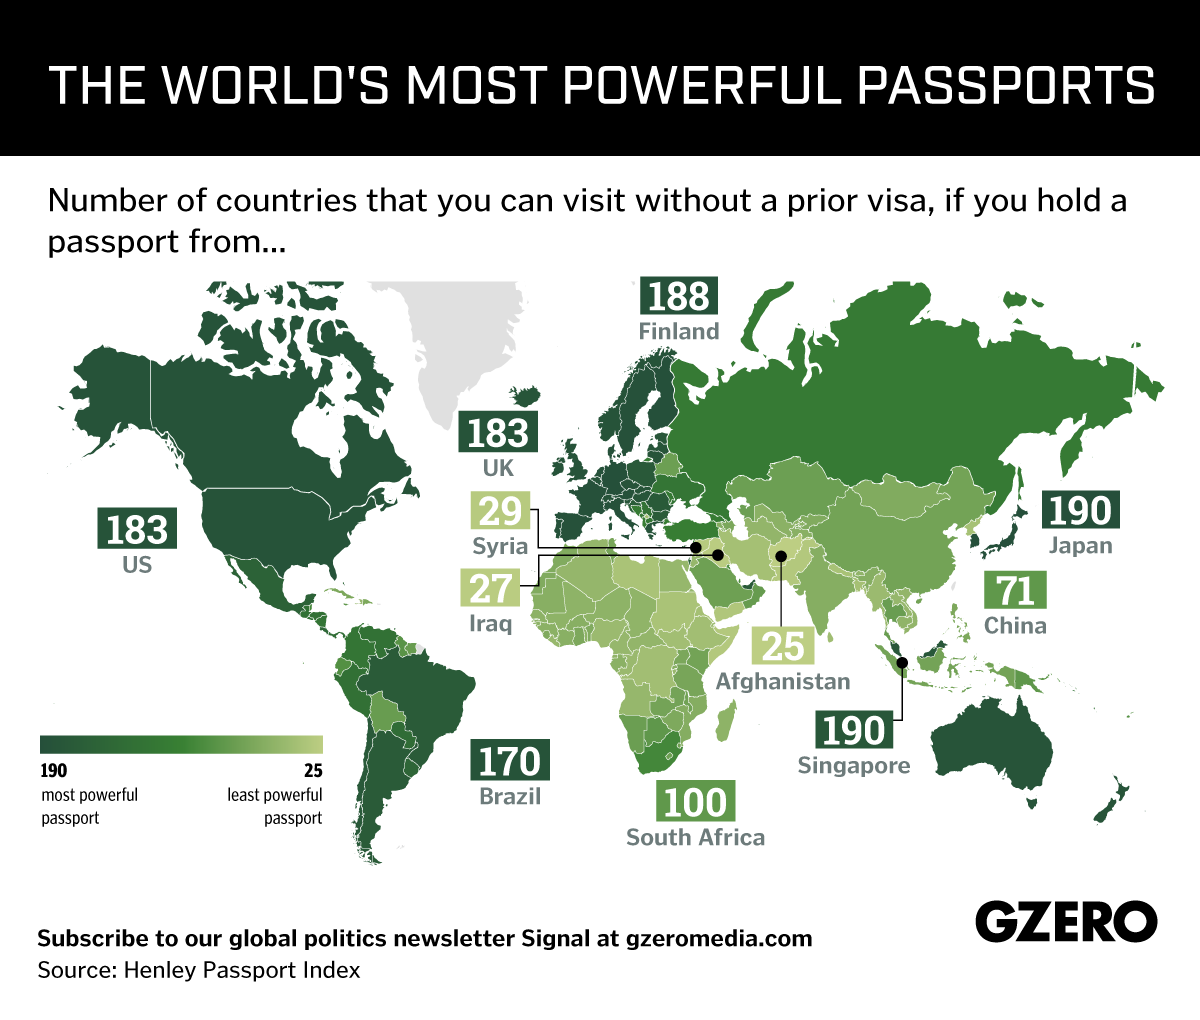 THE WORLD'S MOST POWERFUL PASSPORTS
Number of countries that you can visit without a prior visa, if you hold a
passport from...
188
Finland
183
UK
29
Syria
27
Iraq
183
US
190
Japan
71
China
25
Afghanistan
190
Singapore
170
Brazil
100
South Africa
190
most powerful
passport
25
least powerful
passport
GZERO
Subscribe to our global politics newsletter Signal at gzeromedia.com
Source: Henley Passport Index